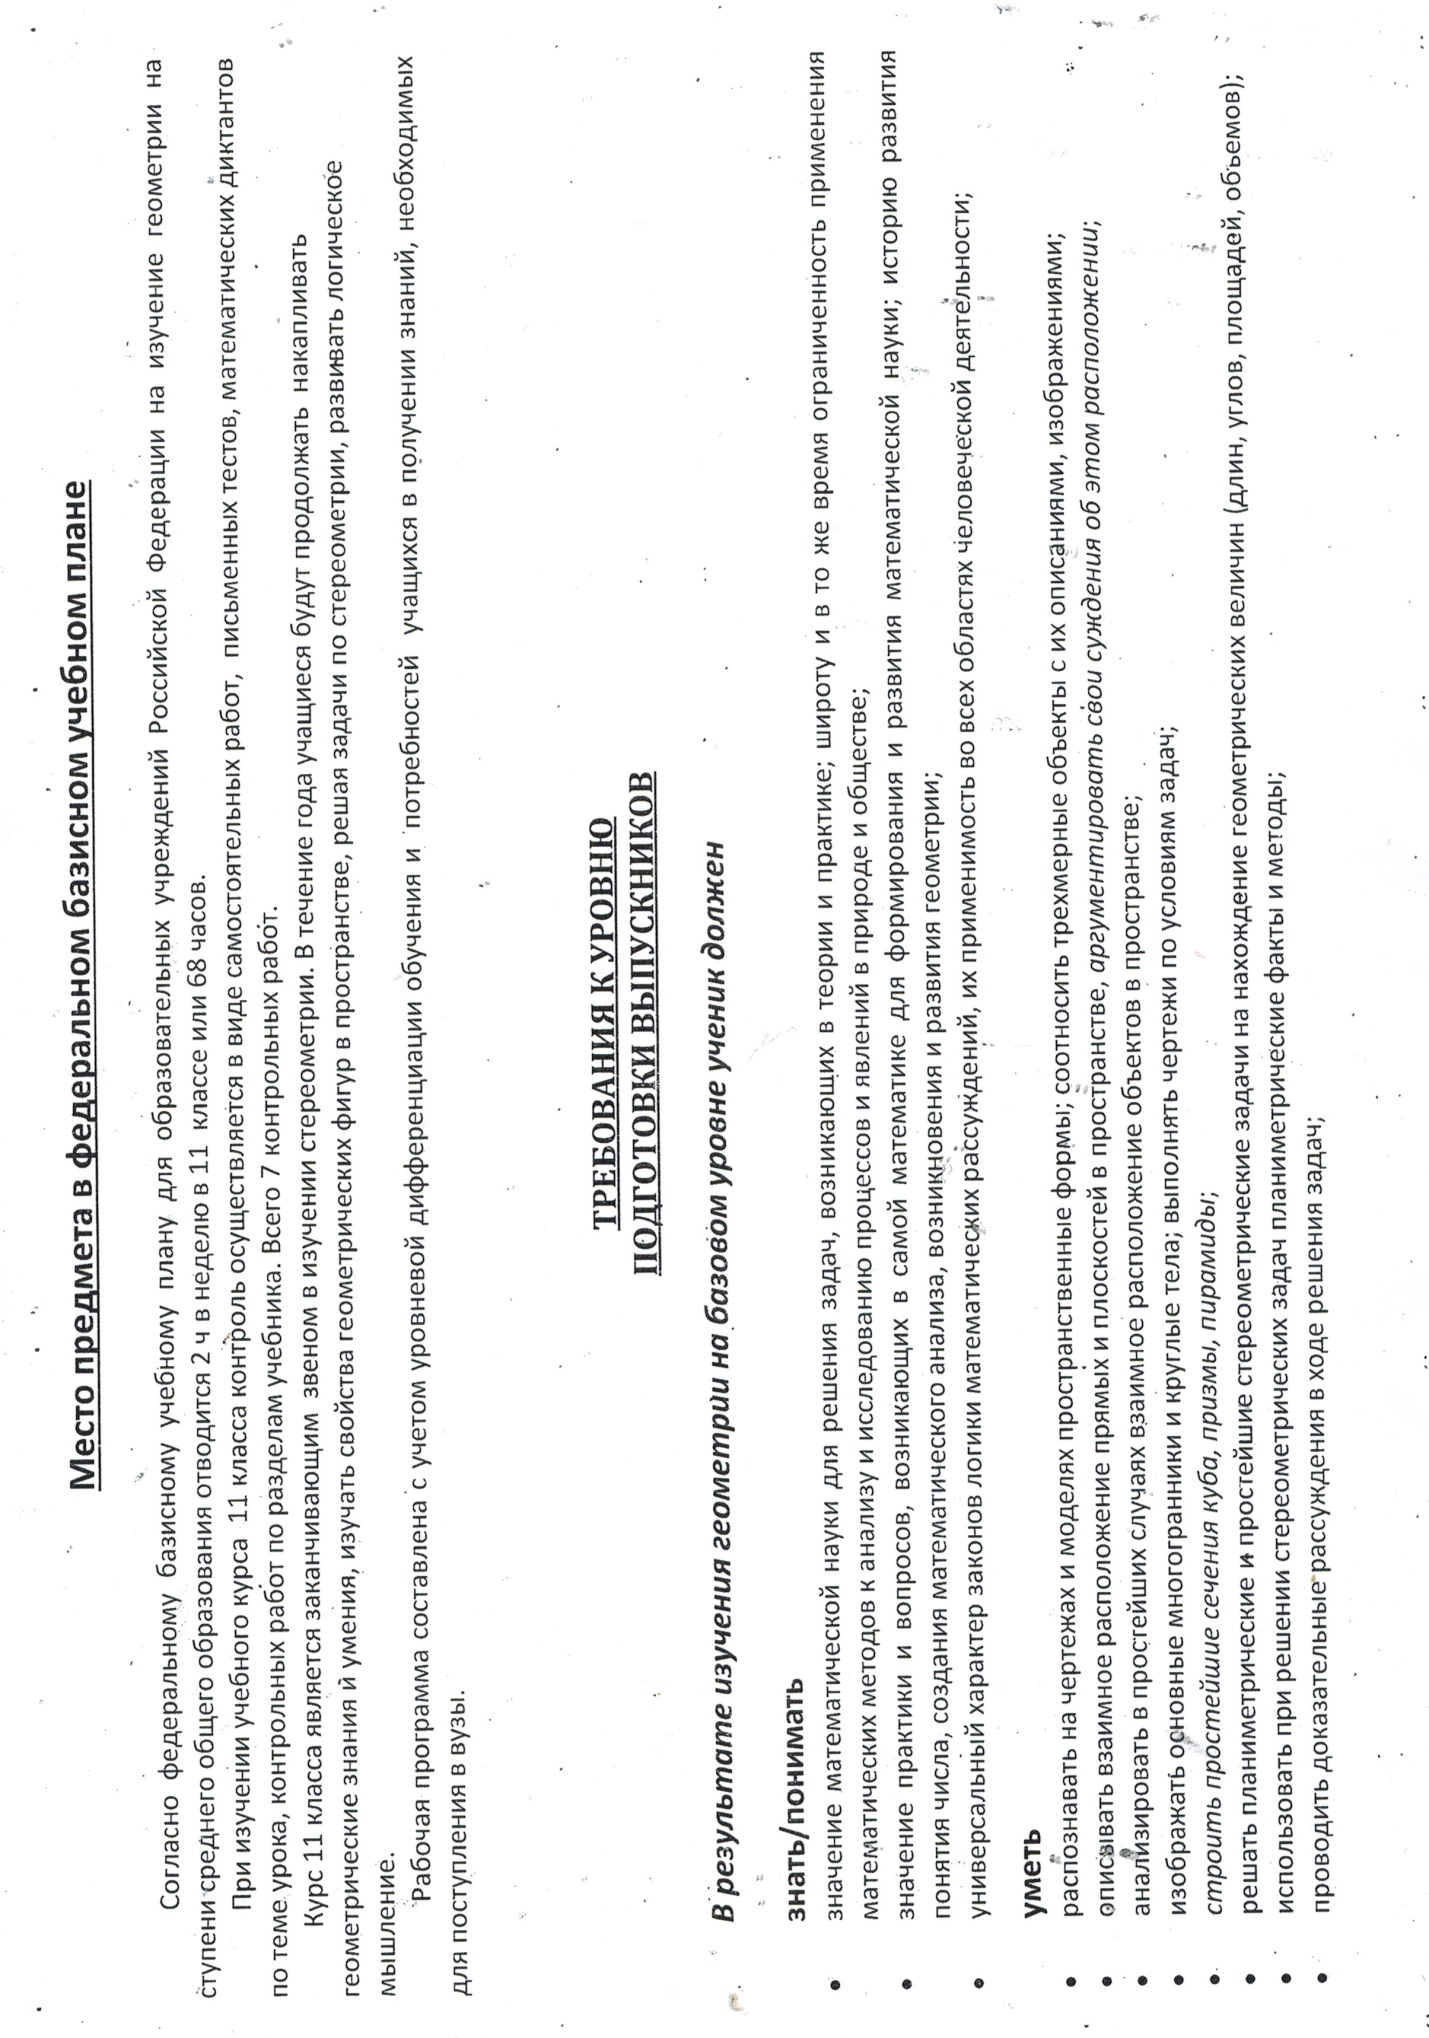 Место предмета в федеральном базисном учебном плане
Согласно федеральному базисному учебному плану для образовательных учреждений Российской Федерации на изучение геометрии на
ступени среднего общего образования отводится 2 ч в неделю в 11 классе или 68 часов.
При изучении учебного курса 11 класса контроль осуществляется в виде самостоятельных работ, письменных тестов, математических диктантов
по теме урока, контрольных работ по разделам учебника. Всего 7 контрольных работ.
Курс 11 класса является заканчивающим звеном в изучении стереометрии. В течение года учащиеся будут продолжать накапливать
геометрические знания и умения, изучать свойства геометрических фигур в пространстве, решая задачи по стереометрии, развивать логическое
мышление.
Рабочая программа составлена с учетом уровневой дифференциации обучения и потребностей учащихся в получении знаний, необходимых
для поступления в вузы.
ТРЕБОВАНИЯ К УРОВНЮ
ПОДГОТОВКИ ВЫПУСКНИКОВ
В результате изучения геометрии на базовом уровне ученик должен
знать/понимать
• значение математической науки для решения задач, возникающих в теории и практике; широту и в то же время ограниченность применения
математических методов к анализу и исследованию процессов и явлений в природе и обществе;
• значение практики и вопросов, возникающих в самой математике для формирования и развития математической науки; историю развития
понятия числа, создания математического анализа, возникновения и развития геометрии;
• универсальный характер законов логики математических рассуждений, их применимость во всех областях человеческой деятельности;
уметь
• распознавать на чертежах и моделях пространственные формы; соотносить трехмерные объекты с их описаниями, изображениями;
• описывать взаимное расположение прямых и плоскостей в пространстве, аргументировать свои суждения об этом расположении;
• анализировать в простейших случаях взаимное расположение объектов в пространстве;
• изображать основные многогранники и круглые тела; выполнять чертежи по условиям задач;
• строить простейшие сечения куба, призмы, пирамиды;
• решать планиметрические и простейшие стереометрические задачи на нахождение геометрических величин (длин, углов, площадей, объемов);
• использовать при решении стереометрических задач планиметрические факты и методы;
• проводить доказательные рассуждения в ходе решения задач;